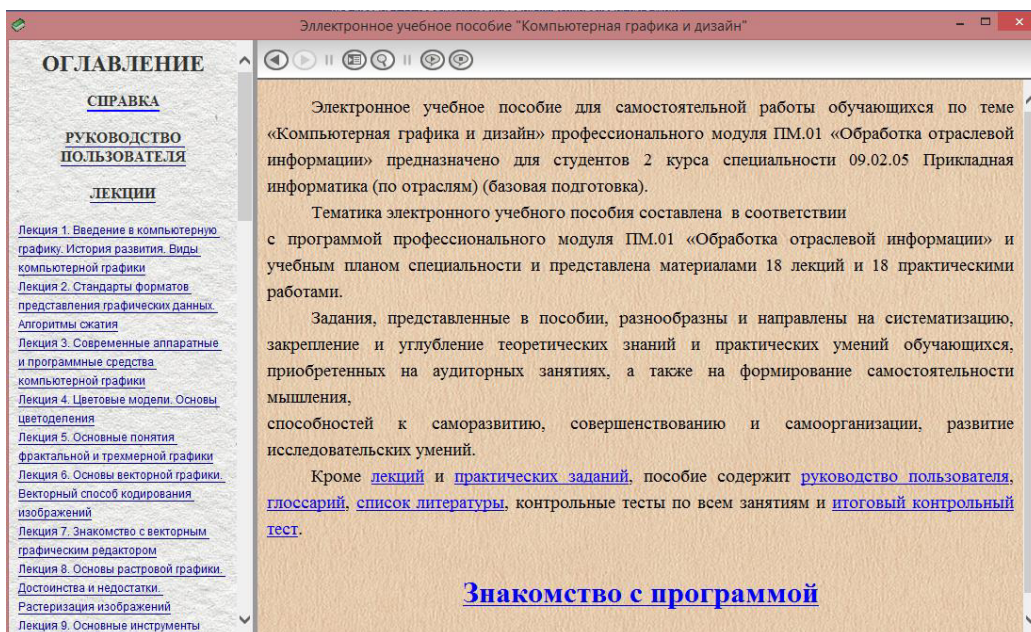 Эллектронное учебное пособие "Компьютерная графика и дизайн"
ОГЛАВЛЕНИЕ
СПРАВКА
РУКОВОДСТВО
ПОЛЬЗОВАТЕЛЯ
ЛЕКЦИИ
Лекция 1. Введение в компьютерную
графику. История развития. Виды
компьютерной графики
Лекция 2. Стандарты форматов
представления графических данных.
Алгоритмы сжатия
Лекция 3. Современные аппаратные
и программные средства
компьютерной графики
Лекция 4. Цветовые модели. Основы
цветоделения
Лекция 5. Основные понятия
фрактальной и трехмерной графики
Лекция 6. Основы векторной графики.
Векторный способ кодирования
изображений
Лекция 7. Знакомство с векторным
графическим редактором
Лекция 8. Основы растровой графики.
Достоинства и недостатки.
Растеризация изображений
Лекция 9. Основные инструменты
Электронное учебное пособие для самостоятельной работы обучающихся по теме
«Компьютерная графика и дизайн» профессионального модуля ПМ.01 «Обработка отраслевой
информации» предназначено для студентов 2 курса специальности 09.02.05 Прикладная
информатика (по отраслям) (базовая подготовка).
Тематика электронного учебного пособия составлена в соответствии
с программой профессионального модуля ПМ.01 «Обработка отраслевой информации» и
учебным планом специальности и представлена материалами 18 лекций и 18 практическими
работами.
Задания, представленные в пособии, разнообразны и направлены на систематизацию,
закрепление и углубление теоретических знаний и практических умений обучающихся,
приобретенных на аудиторных занятиях, а также на формирование самостоятельности
мышления,
способностей к саморазвитию, совершенствованию и самоорганизации, развитие
исследовательских умений.
Кроме лекций и практических заданий, пособие содержит руководство пользователя,
глоссарий, список литературы, контрольные тесты по всем занятиям и итоговый контрольный
тест.
Знакомство с программой